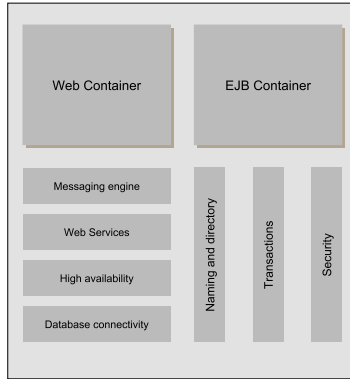 Web Container
EJB Container
Messaging engine
Web Services
High availability
Database connectivity
Naming and directory
Transactions
Security